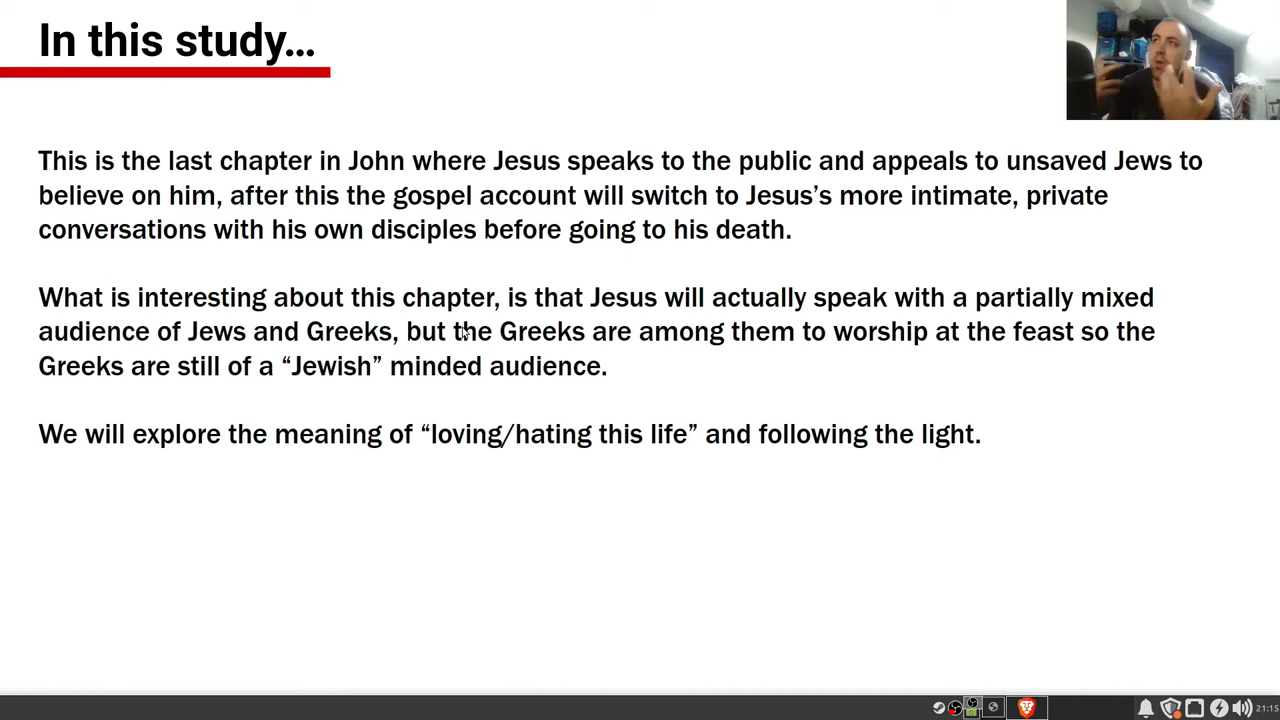 In this study...
This is the last chapter in John where Jesus speaks to the public and appeals to unsaved Jews to
believe on him, after this the gospel account will switch to Jesus’s more intimate, private
conversations with his own disciples before going to his death.
What is interesting about this chapter, is that Jesus will actually speak with a partially mixed
audience of Jews and Greeks, but the Greeks are among them to worship at the feast so the
Greeks are still of a “Jewish” minded audience.
We will explore the meaning of “loving/hating this life” and following the light.
21:15